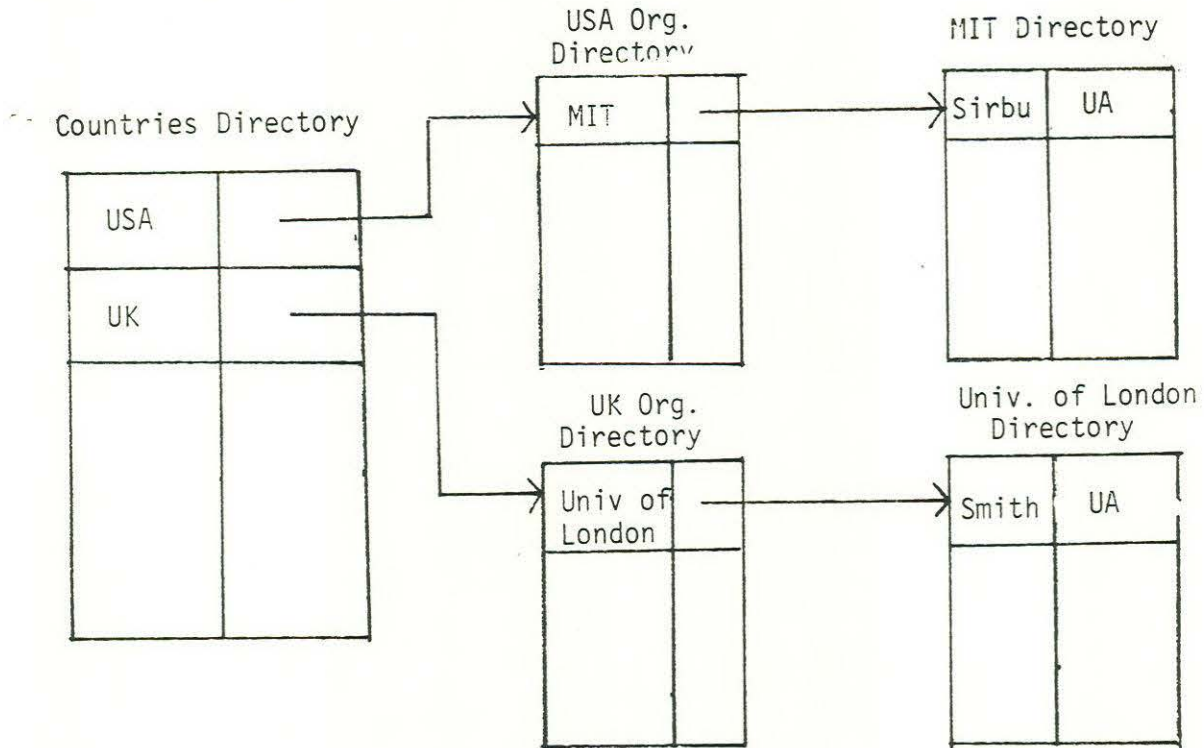 USA Org.
Directory
MIT Directory
Countries Directory
MIT
Sirbu UA
USA
UK
UK Org.
Directory
Univ. of London
Directory
Univ of
London
Smith UA